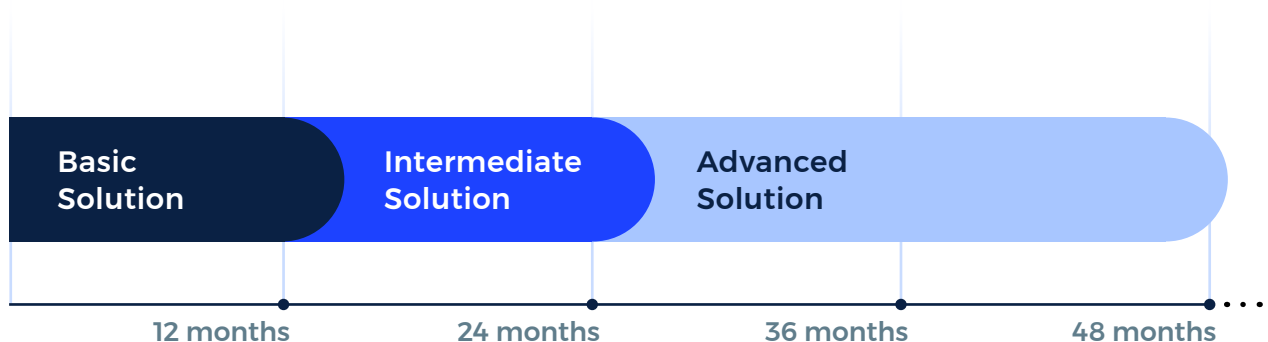 Basic
Solution
Intermediate
Solution
Advanced
Solution
12 months
24 months
36 months
48 months